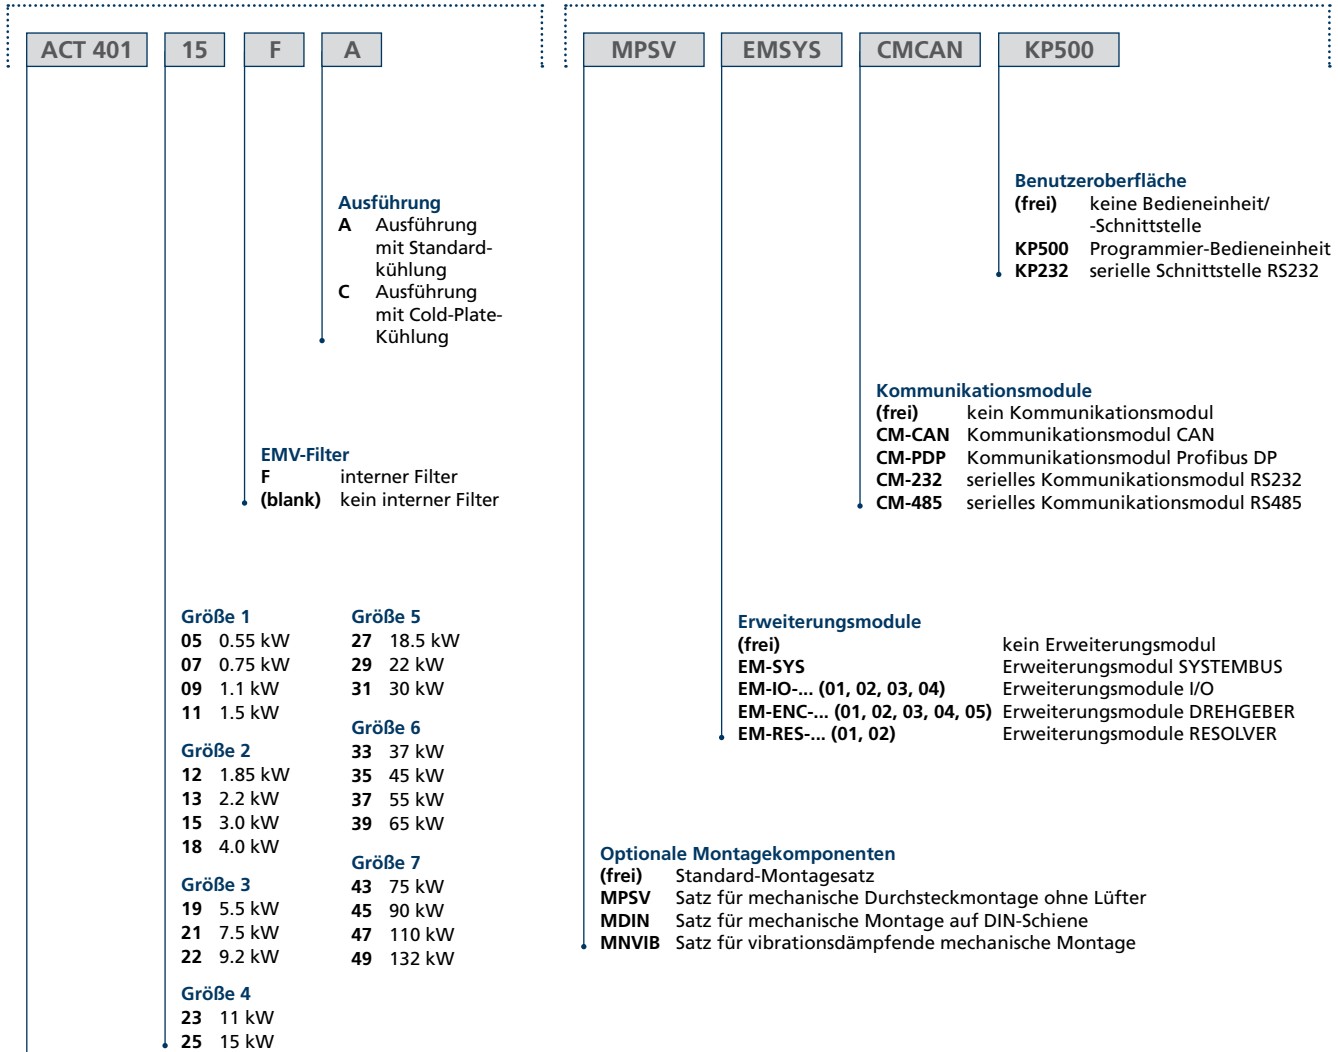 ACT 401 15 F A MPSV EMSYS CMCAN KP500
Ausführung
A Ausführung
mit Standard-
kühlung
C Ausführung
mit Cold-Plate-
Kühlung
Benutzeroberfläche
(frei) keine Bedieneinheit/
-Schnittstelle
KP500 Programmier-Bedieneinheit
KP232 serielle Schnittstelle RS232
EMV-Filter
F interner Filter
(blank) kein interner Filter
Kommunikationsmodule
(frei) kein Kommunikationsmodul
CM-CAN Kommunikationsmodul CAN
CM-PDP Kommunikationsmodul Profibus DP
CM-232 serielles Kommunikationsmodul RS232
CM-485 serielles Kommunikationsmodul RS485
Größe 1
05 0.55 kW
07 0.75 kW
09 1.1 kW
11 1.5 kW
Größe 2
12 1.85 kW
13 2.2 kW
15 3.0 kW
18 4.0 kW
Größe 3
19 5.5 kW
21 7.5 kW
22 9.2 kW
Größe 4
23 11 kW
25 15 kW
Größe 5
27 18.5 kW
29 22 kW
31 30 kW
Größe 6
33 37 kW
35 45 kW
37 55 kW
39 65 kW
Größe 7
43 75 kW
45 90 kW
47 110 kW
49 132 kW
Erweiterungsmodule
(frei) kein Erweiterungsmodul
EM-SYS Erweiterungsmodul SYSTEMBUS
EM-IO-... (01, 02, 03, 04) Erweiterungsmodule I/O
EM-ENC-... (01, 02, 03, 04, 05) Erweiterungsmodule DREHGEBER
EM-RES-... (01, 02) Erweiterungsmodule RESOLVER
Optionale Montagekomponenten
(frei) Standard-Montagesatz
MPSV Satz für mechanische Durchsteckmontage ohne Lüfter
MDIN Satz für mechanische Montage auf DIN-Schiene
MNVIB Satz für vibrationsdämpfende mechanische Montage